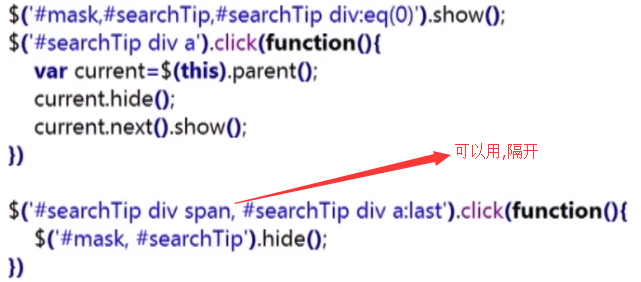 $('#mask,#searchTip,#searchTip div:eq(0)').show();
$('#searchTip div a').click(function(){
var current=$(this).parent();
current.hide();
current.next().show();
})
可以用,隔开
$('#searchTip div span, #searchTip div a:last').click(function(){
$('#mask, #searchTip').hide();
})